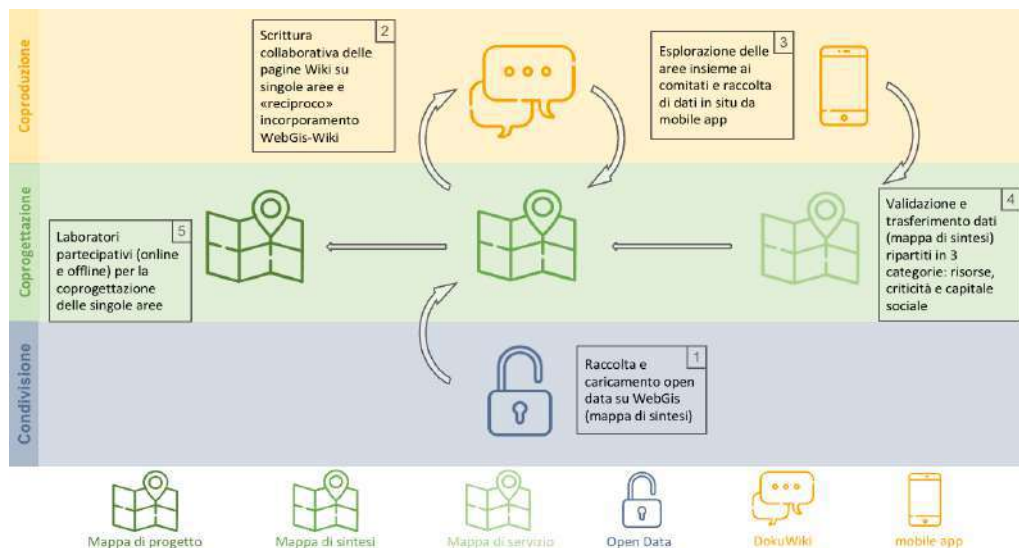 Coproduzione
2
Scrittura
collaborativa delle
pagine Wiki su
singole aree e
«reciproco»
incorporamento
WebGis-Wiki
3
Esplorazione delle
aree insieme ai
comitati e raccolta
di dati in situ da
mobile app
Coprogettazione
5
Laboratori
partecipativi (online
e offline) per la
coprogettazione
delle singole aree
4
Validazione e
trasferimento dati
(mappa di sintesi)
ripartiti in 3
categorie: risorse,
criticità e capitale
sociale
Condivisione
1
Raccolta e
caricamento open
data su WebGis
(mappa di sintesi)
Mappa di progetto
Mappa di sintesi
Mappa di servizio
Open Data
DokuWiki
mobile app